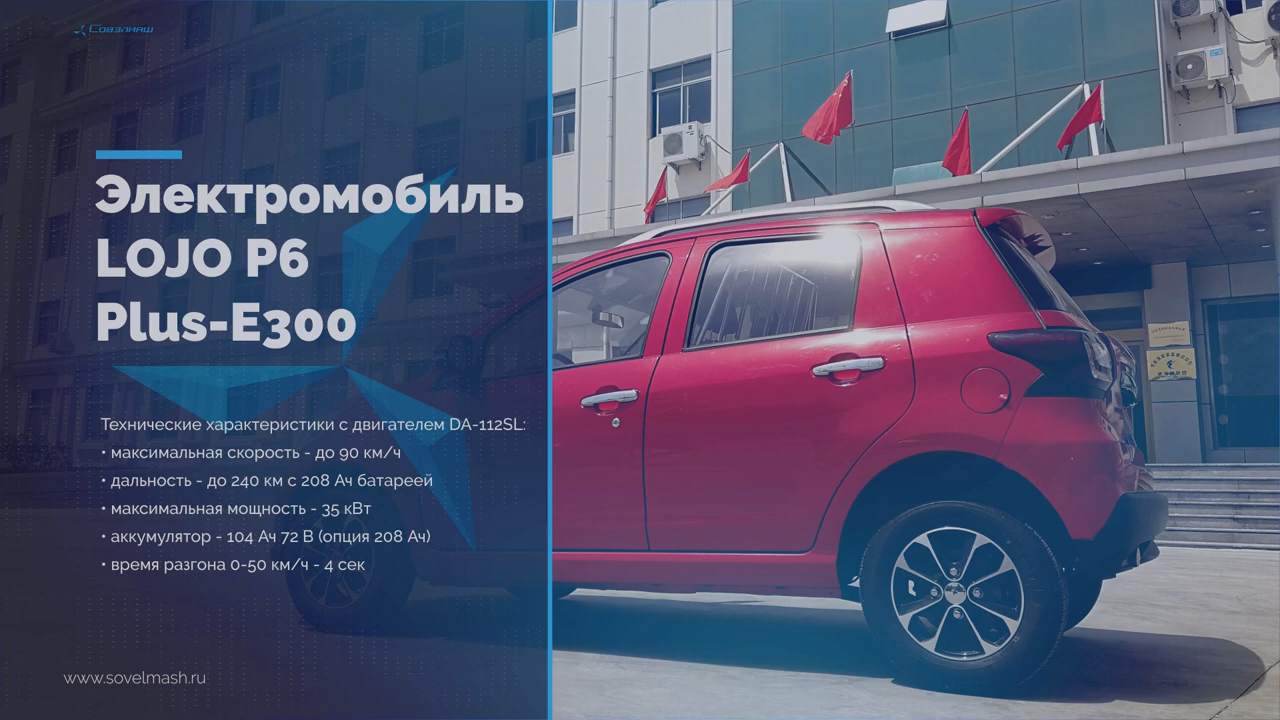 Совэлмаш
Электромобиль
LOJO P6
Plus-E300
Технические характеристики с двигателем DA-112SL:
• максимальная скорость - до 90 км/ч
• дальность - до 240 км с 208 Ач батареей
• максимальная мощность - 35 кВт
• аккумулятор - 104 Ач 72 В (опция 208 Ач)
• время разгона 0-50 км/ч - 4 сек
www.sovelmash.ru